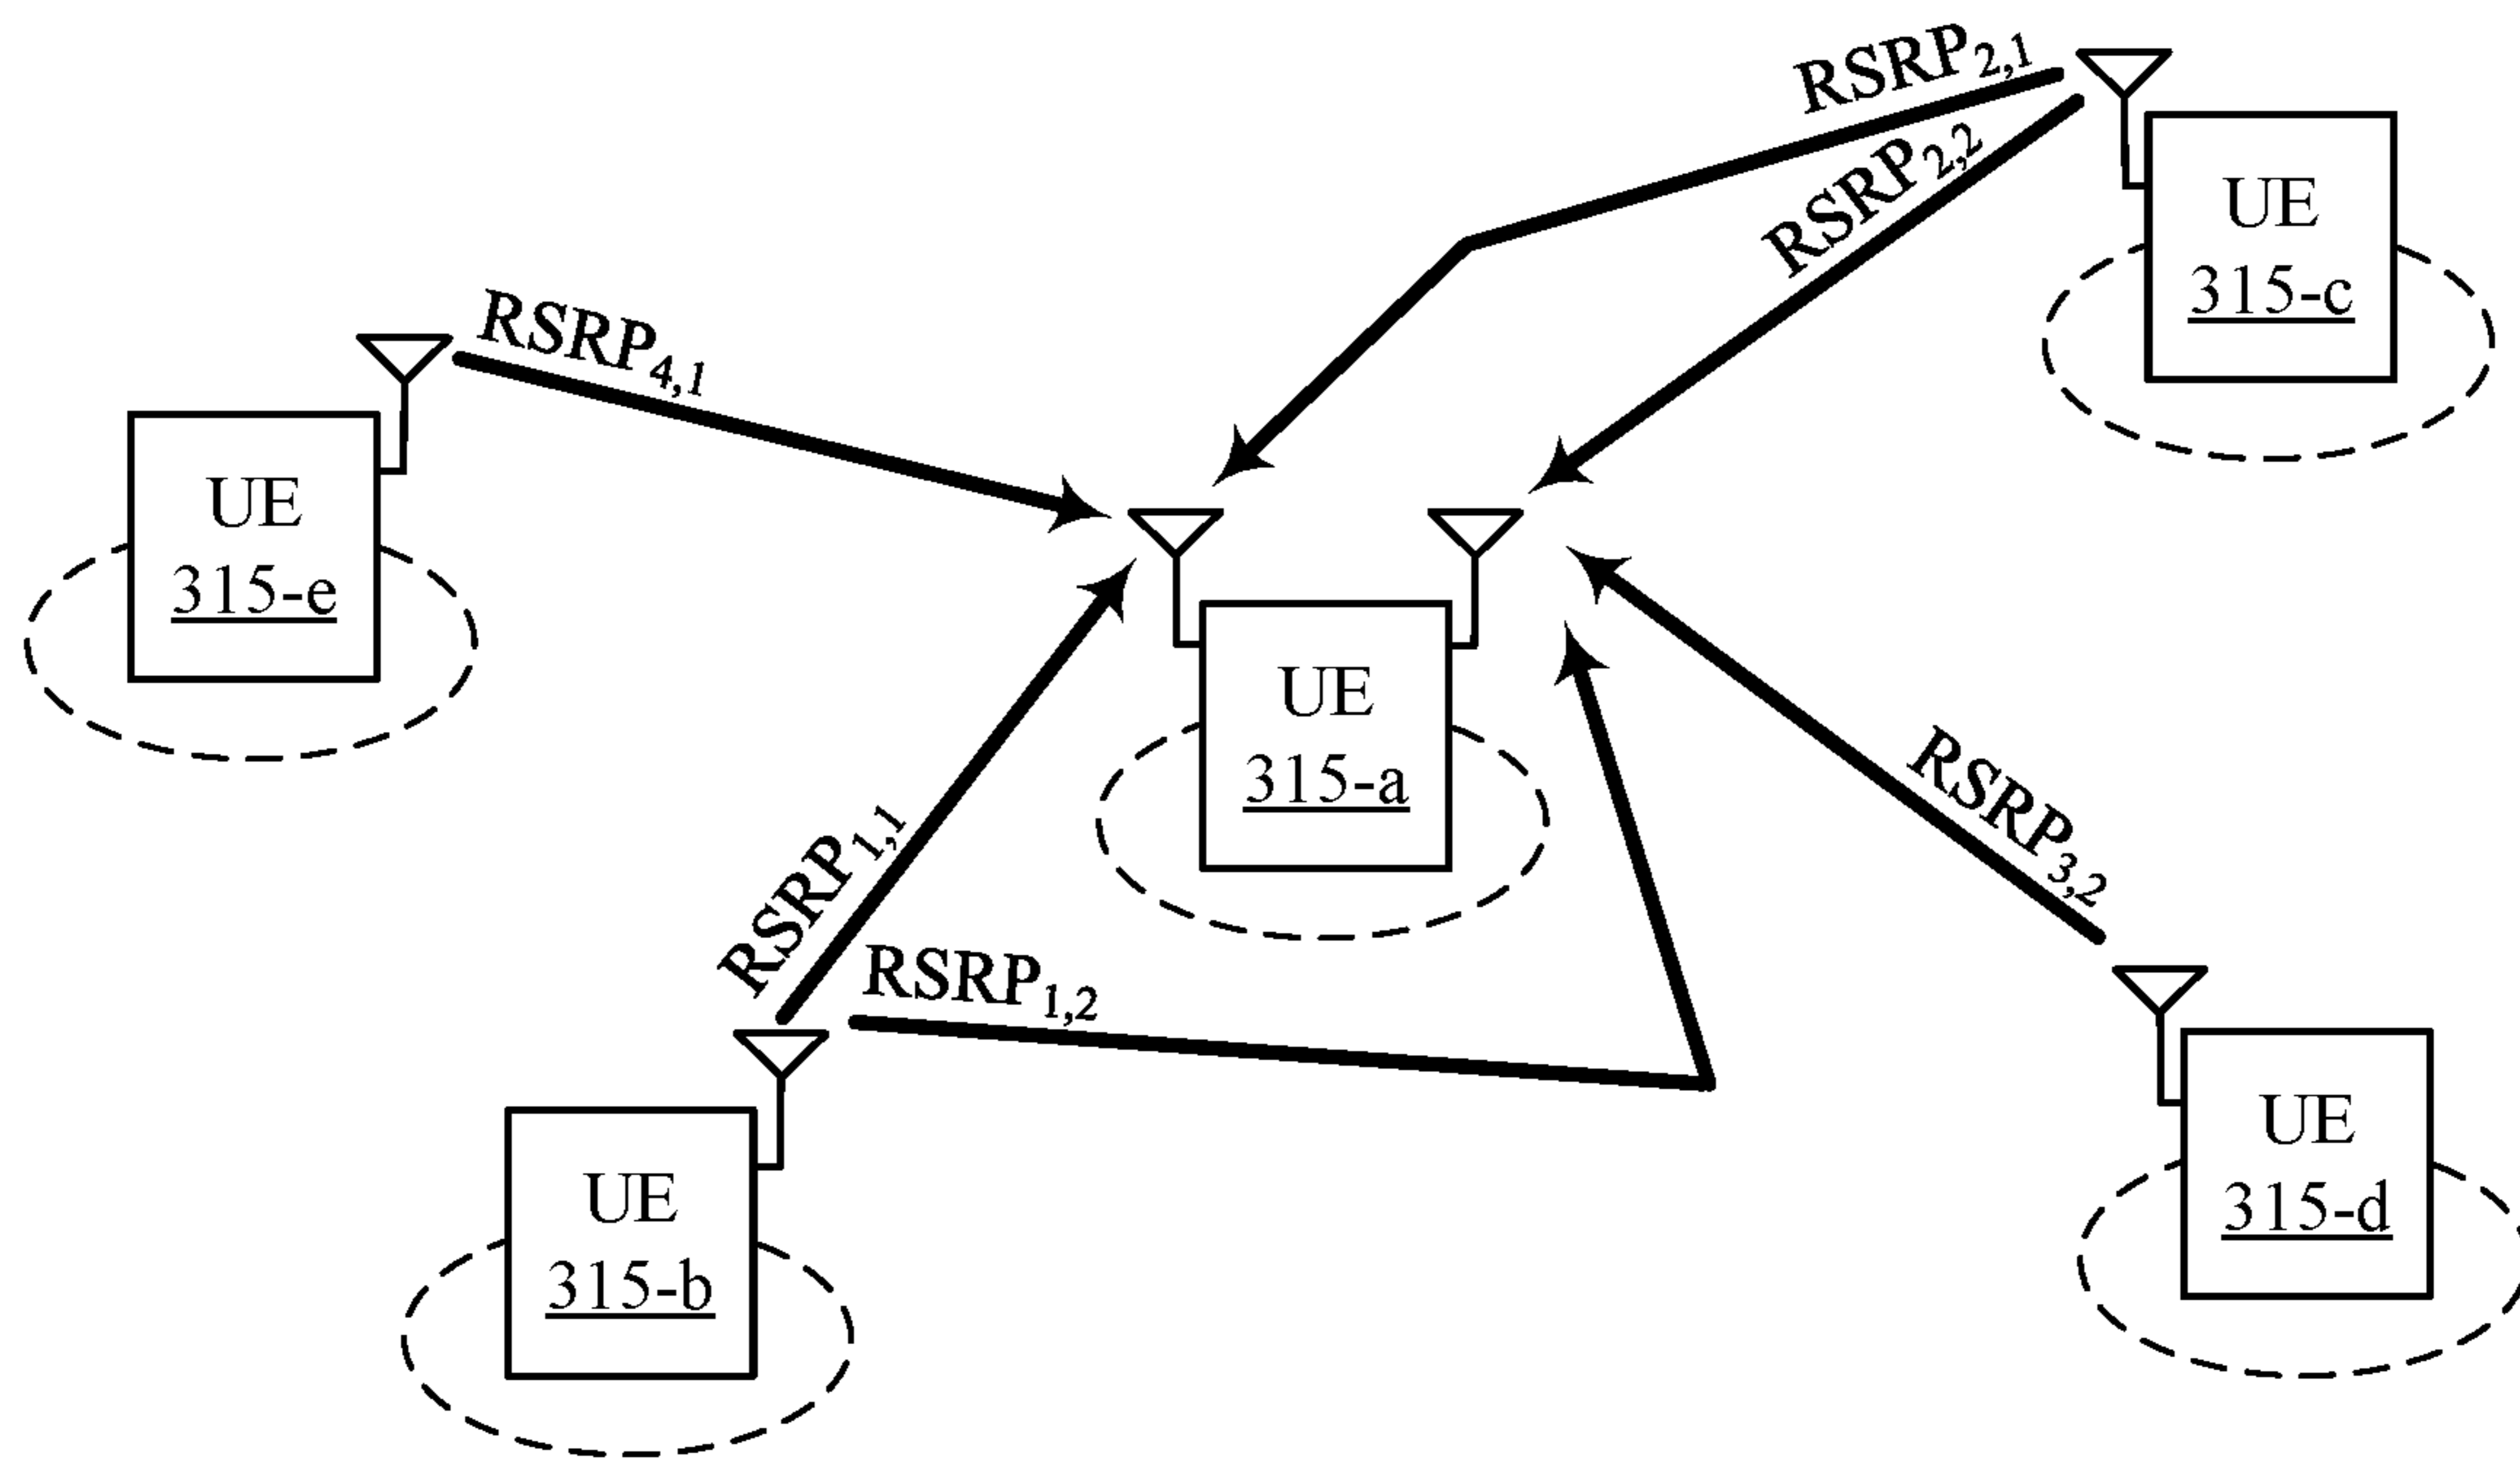 RSRP2,1
RSRP2,2
UE
315-c
RSRP4,1
UE
315-e
UE
315-a
RSRP3,2
RSRP1,1
RSRP1,2
UE
315-d
UE
315-b